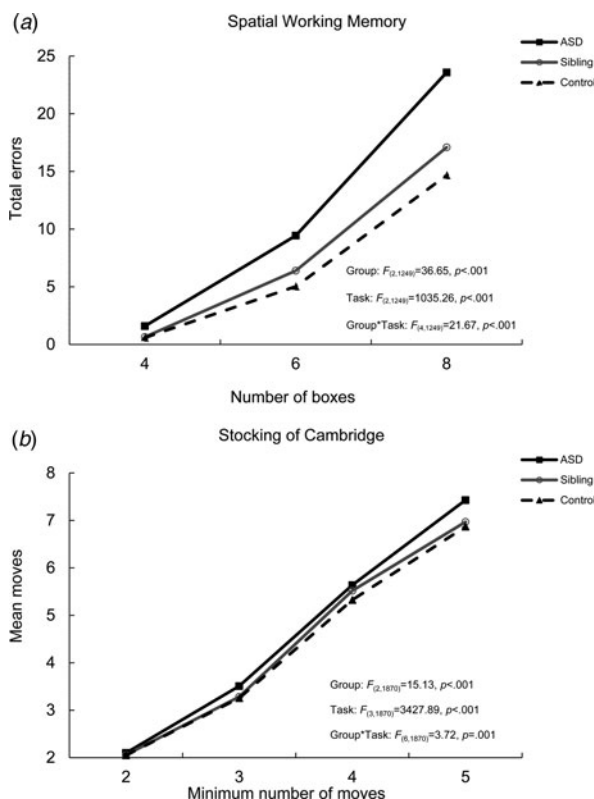 (a)
Spatial Working Memory
ASD
Sibling
Control
Total errors
25
20
15
10
5
0
Group: F(2,1249)=36.65, p<.001
Task: F(2,1249)=1035.26, p<.001
Group*Task: F(4,1249)=21.67, p<.001
4 6 8
Number of boxes
(b)
Stocking of Cambridge
ASD
Sibling
Control
Mean moves
8
7
6
5
4
3
2
Group: F(2,1870)=15.13, p<.001
Task: F(3,1870)=3427.89, p<.001
Group*Task: F(6,1870)=3.72, p=.001
2 3 4 5
Minimum number of moves